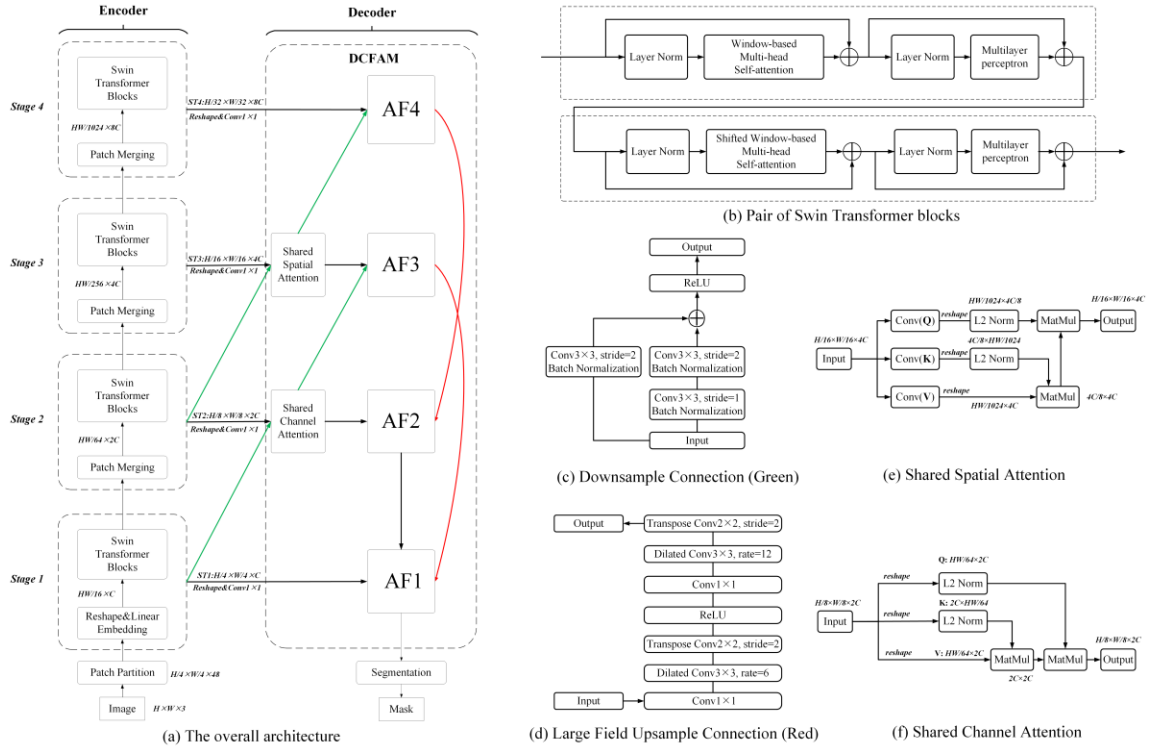 Encoder
Decoder
DCFAM
Stage 4
Swin
Transformer
Blocks
HW/1024×8C
Patch Merging
ST4:H/32×W/32×8C
Reshape&Conv1×1
AF4
Stage 3
Swin
Transformer
Blocks
HW/256×4C
Patch Merging
ST3:H/16×W/16×4C
Reshape&Conv1×1
Shared
Spatial
Attention
AF3
Stage 2
Swin
Transformer
Blocks
HW/64×2C
Patch Merging
ST2:H/8×W/8×2C
Reshape&Conv1×1
Shared
Channel
Attention
AF2
Stage 1
Swin
Transformer
Blocks
HW/16×C
Reshape&Linear
Embedding
ST1:H/4×W/4×C
Reshape&Conv1×1
AF1
Patch Partition
H/4×W/4×48
Image
H×W×3
Segmentation
Mask
(a) The overall architecture
Layer Norm
Window-based
Multi-head
Self-attention
Layer Norm
Multilayer
perceptron
Layer Norm
Shifted Window-based
Multi-head
Self-attention
Layer Norm
Multilayer
perceptron
(b) Pair of Swin Transformer blocks
Output
ReLU
Conv3×3, stride=2
Batch Normalization
Conv3×3, stride=2
Batch Normalization
Conv3×3, stride=1
Batch Normalization
Input
(c) Downsample Connection (Green)
H/16×W/16×4C
Input
Conv(Q)
reshape
HW/1024×4C/8
L2 Norm
MatMul
H/16×W/16×4C
Output
Conv(K)
reshape
4C/8×HW/1024
L2 Norm
Conv(V)
reshape
HW/1024×4C
MatMul
4C/8×4C
(e) Shared Spatial Attention
Output
Transpose Conv2×2, stride=2
Dilated Conv3×3, rate=12
Conv1×1
ReLU
Transpose Conv2×2, stride=2
Dilated Conv3×3, rate=6
Input
Conv1×1
(d) Large Field Upsample Connection (Red)
H/8×W/8×2C
Input
reshape
Q: HW/64×2C
L2 Norm
reshape
K: 2C×HW/64
L2 Norm
reshape
V: HW/64×2C
MatMul
2C×2C
MatMul
H/8×W/8×2C
Output
(f) Shared Channel Attention